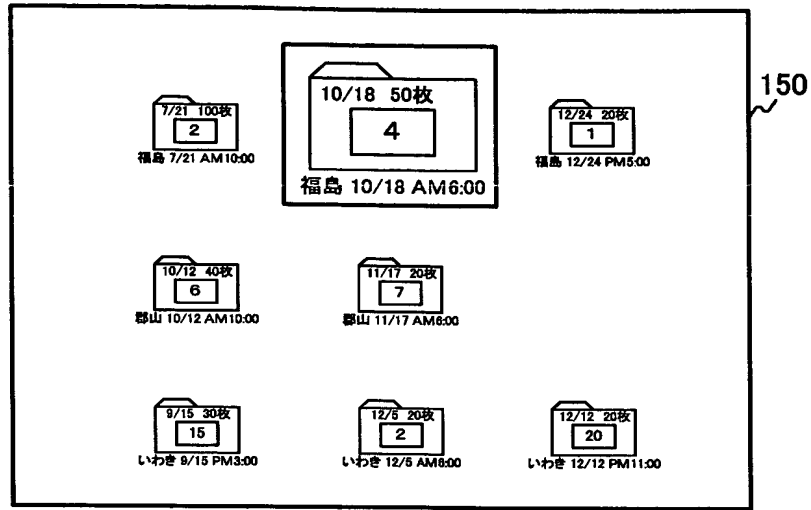 7/21 100枚
2
福島 7/21 AM10:00
10/18 50枚
4
福島 10/18 AM6:00
12/24 20枚
1
福島 12/24 PM5:00
150
10/12 40枚
6
郡山 10/12 AM10:00
11/17 20枚
7
郡山 11/17 AM6:00
9/15 30枚
15
いわき 9/15 PM3:00
12/5 20枚
2
いわき 12/5 AM6:00
12/12 20枚
20
いわき 12/12 PM11:00